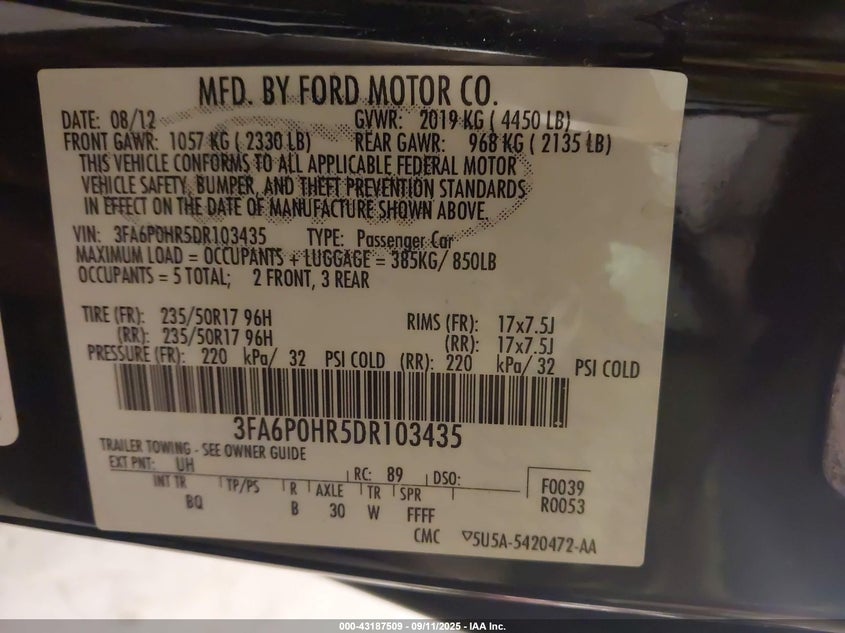 MFD. BY FORD MOTOR CO.
DATE: 08/12 GVWR: 2019 KG ( 4450 LB)
FRONT GAWR: 1057 KG ( 2330 LB) REAR GAWR: 968 KG ( 2135 LB)
THIS VEHICLE CONFORMS TO ALL APPLICABLE FEDERAL MOTOR
VEHICLE SAFETY, BUMPER, AND THEFT PREVENTION STANDARDS
IN EFFECT ON THE DATE OF MANUFACTURE SHOWN ABOVE.
VIN: 3FA6P0HR5DR103435 TYPE: Passenger Car
MAXIMUM LOAD = OCCUPANTS + LUGGAGE = 385KG/ 850LB
OCCUPANTS = 5 TOTAL; 2 FRONT, 3 REAR
TIRE (FR): 235/50R17 96H RIMS (FR): 17x7.5J
(RR): 235/50R17 96H (RR): 17x7.5J
PRESSURE (FR): 220 kPa/ 32 PSI COLD (RR): 220 kPa/ 32 PSI COLD
3FA6P0HR5DR103435
TRAILER TOWING - SEE OWNER GUIDE
EXT PNT: UH RC: 89 DSO:
INT TR TP/PS R AXLE TR SPR F0039
BQ B 30 W FFFF R0053
CMC ▽5U5A-5420472-AA
000-43187509 - 09/11/2025 - IAA Inc.